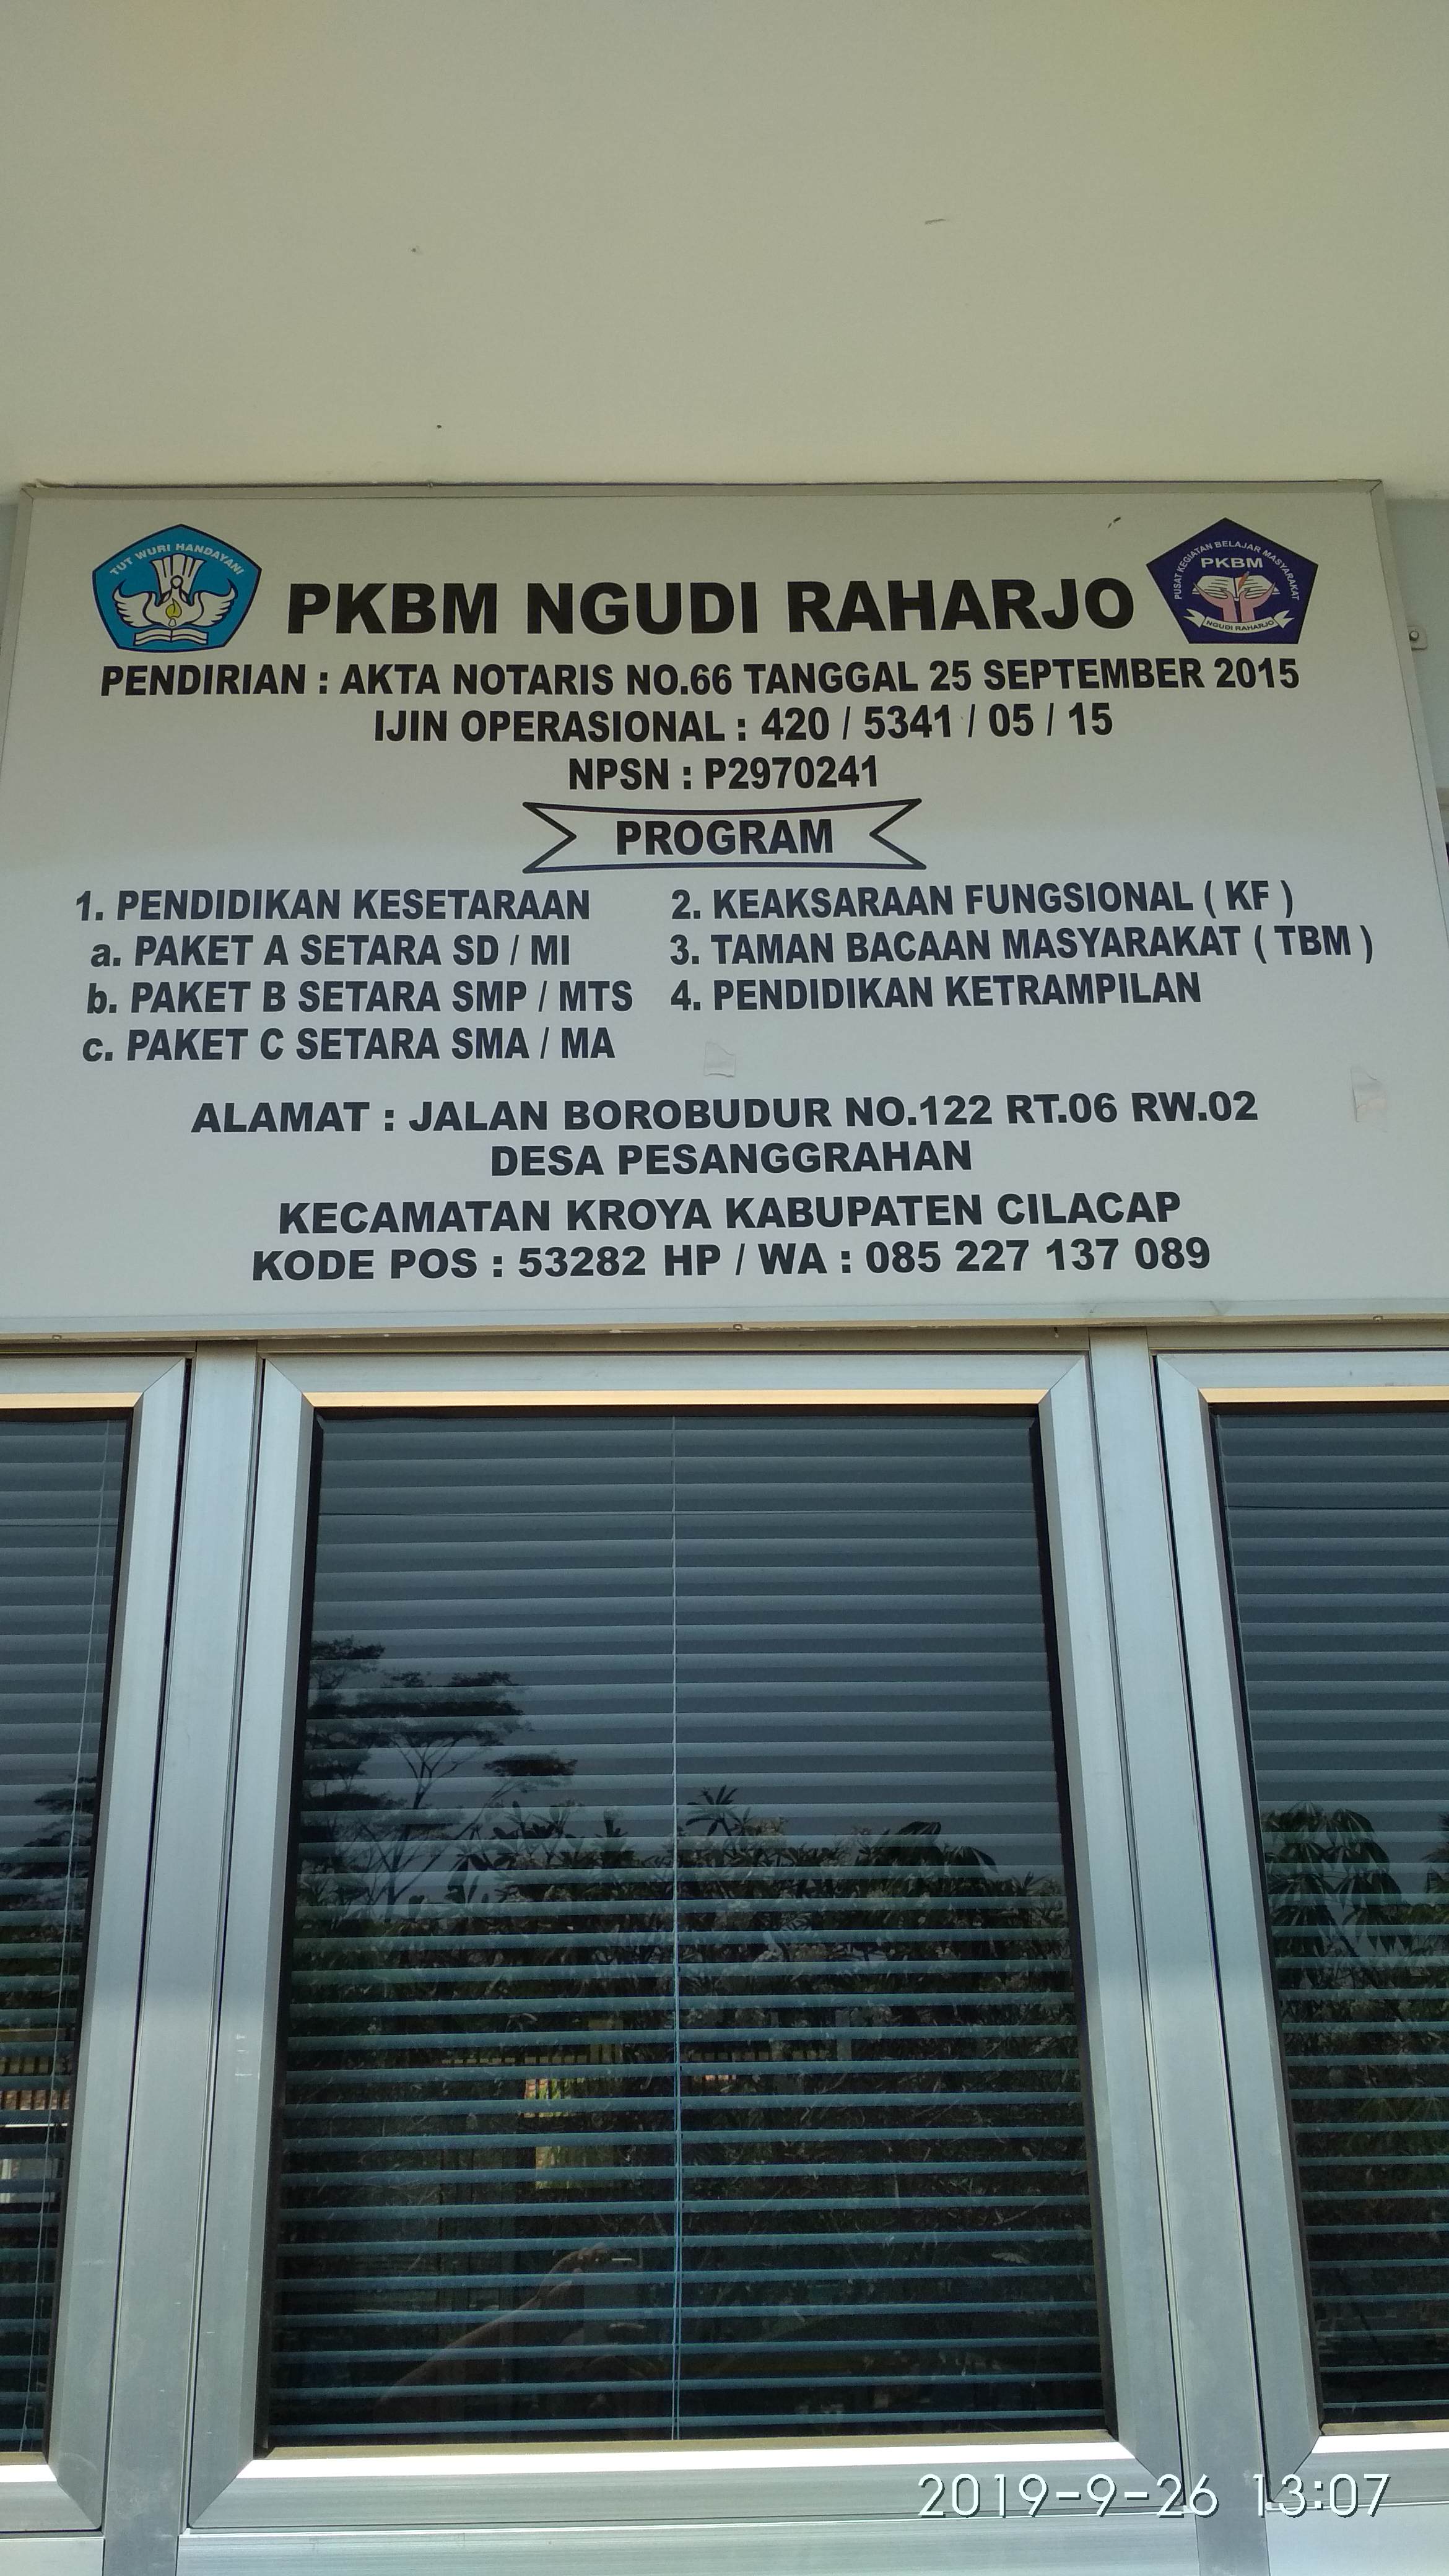 TUT WURI HANDAYANI
PKBM NGUDI RAHARJO
PUSAT KEGIATAN BELAJAR MASYARAKAT
PKBM
NGUDI RAHARJO
PENDIRIAN : AKTA NOTARIS NO.66 TANGGAL 25 SEPTEMBER 2015
IJIN OPERASIONAL : 420 / 5341 / 05 / 15
NPSN : P2970241
PROGRAM
1. PENDIDIKAN KESETARAAN
a. PAKET A SETARA SD / MI
b. PAKET B SETARA SMP / MTS
c. PAKET C SETARA SMA / MA
2. KEAKSARAAN FUNGSIONAL ( KF )
3. TAMAN BACAAN MASYARAKAT ( TBM )
4. PENDIDIKAN KETRAMPILAN
ALAMAT : JALAN BOROBUDUR NO.122 RT.06 RW.02
DESA PESANGGRAHAN
KECAMATAN KROYA KABUPATEN CILACAP
KODE POS : 53282 HP / WA : 085 227 137 089
2019-9-26 13:07